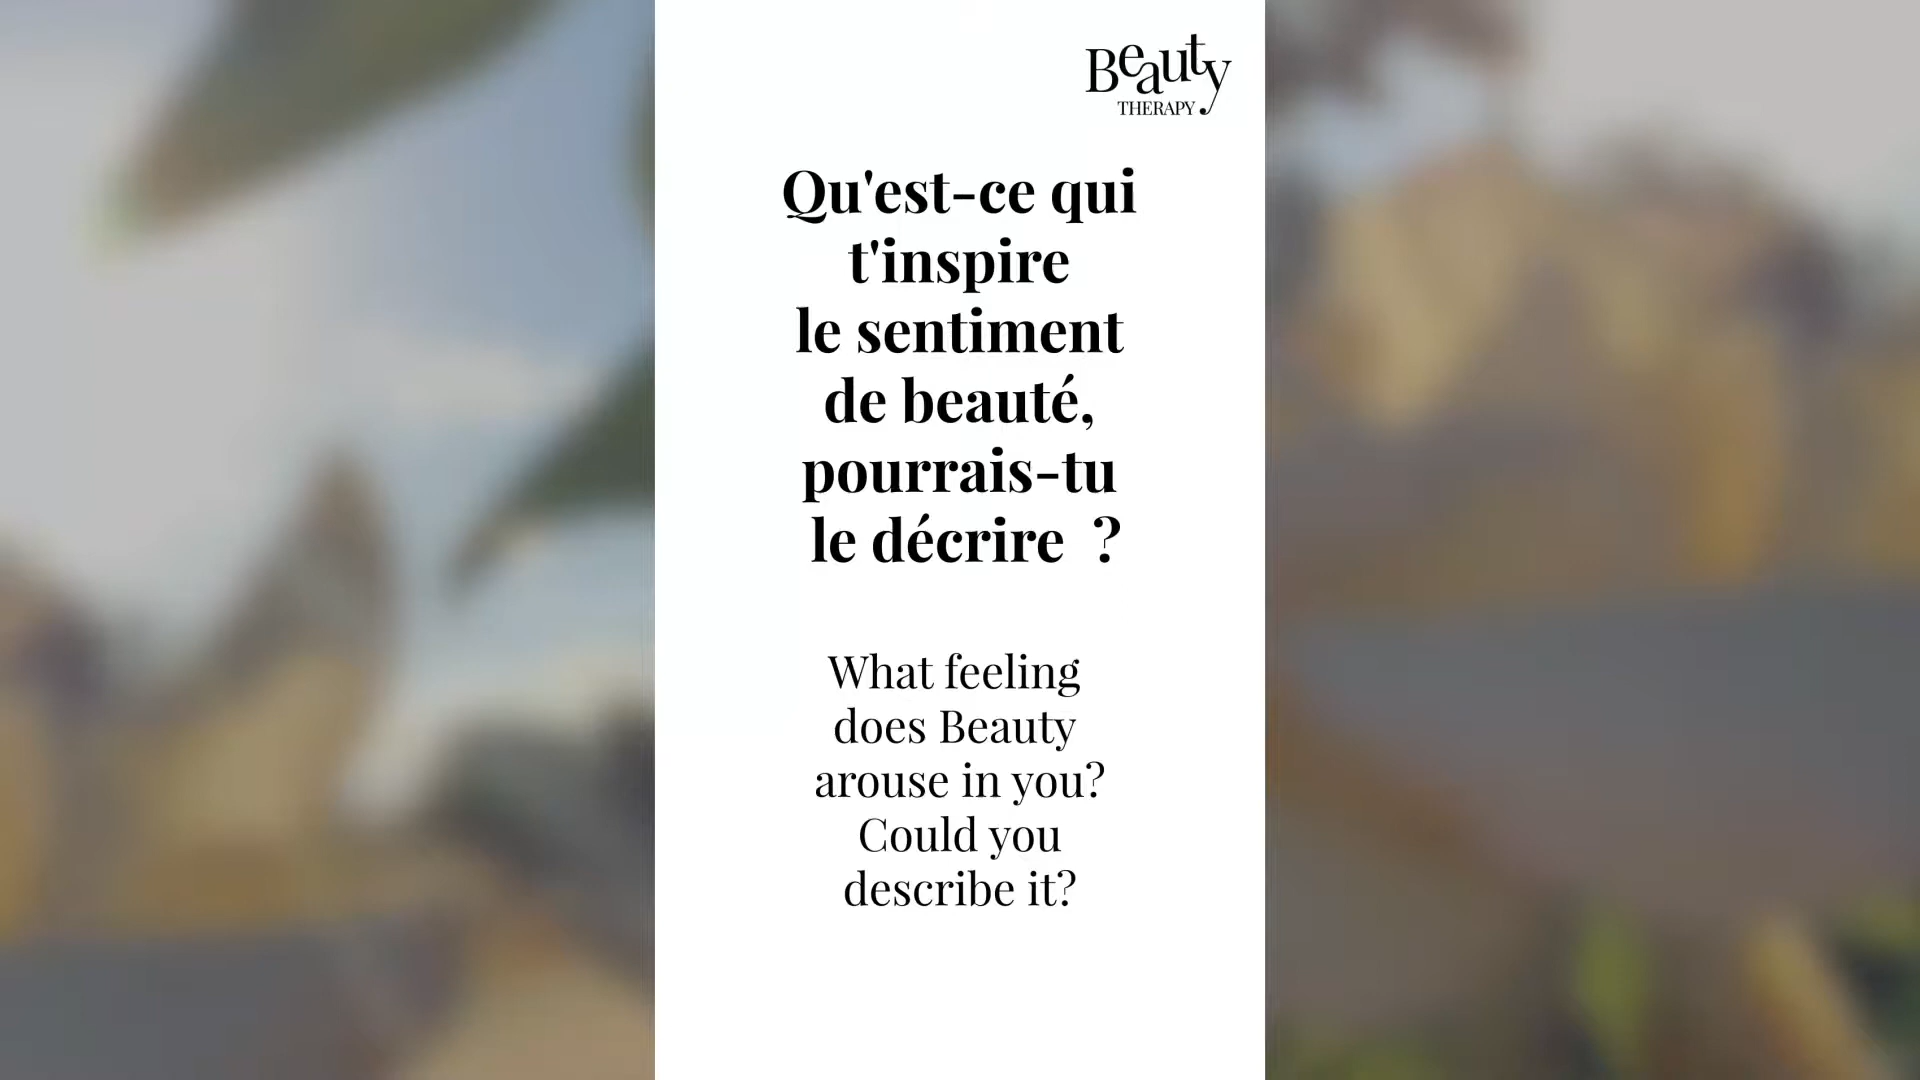 Beauty
THERAPY
Qu'est-ce qui
t'inspire
le sentiment
de beauté,
pourrais-tu
le décrire ?
What feeling
does Beauty
arouse in you?
Could you
describe it?